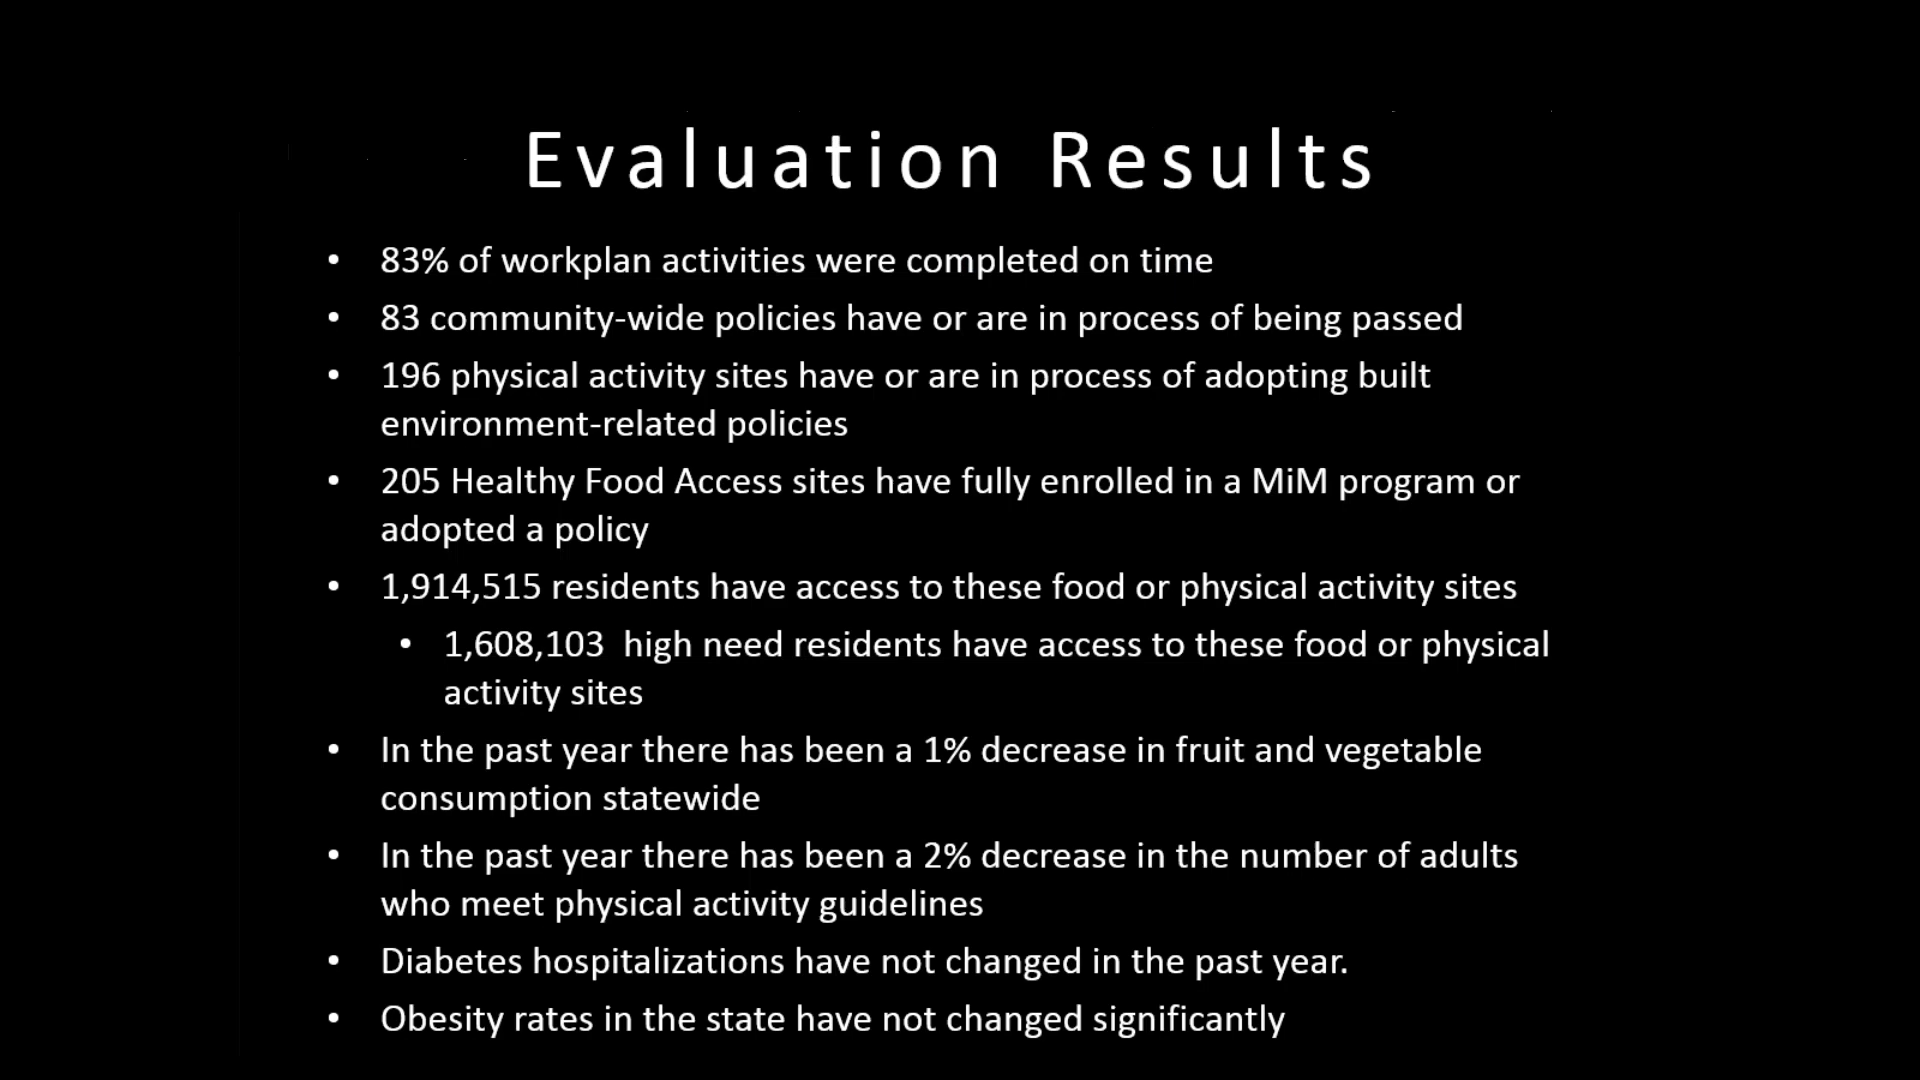 Evaluation Results
• 83% of workplan activities were completed on time
• 83 community-wide policies have or are in process of being passed
• 196 physical activity sites have or are in process of adopting built
environment-related policies
• 205 Healthy Food Access sites have fully enrolled in a MiM program or
adopted a policy
• 1,914,515 residents have access to these food or physical activity sites
• 1,608,103  high need residents have access to these food or physical
activity sites
• In the past year there has been a 1% decrease in fruit and vegetable
consumption statewide
• In the past year there has been a 2% decrease in the number of adults
who meet physical activity guidelines
• Diabetes hospitalizations have not changed in the past year.
• Obesity rates in the state have not changed significantly